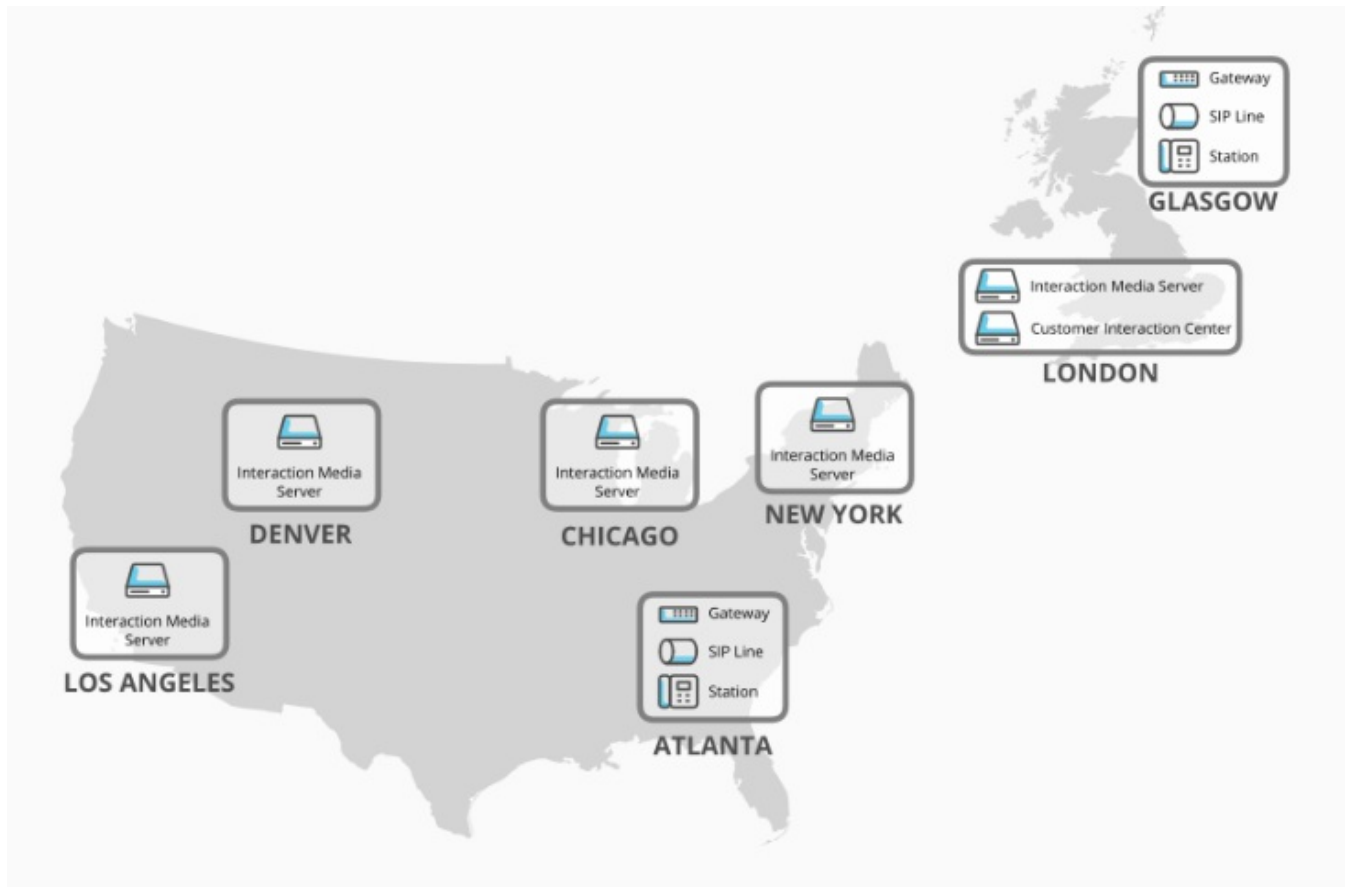 Gateway
SIP Line
Station
GLASGOW
Interaction Media Server
Customer Interaction Center
LONDON
Interaction Media
Server
DENVER
Interaction Media
Server
CHICAGO
Interaction Media
Server
NEW YORK
Interaction Media
Server
LOS ANGELES
Gateway
SIP Line
Station
ATLANTA